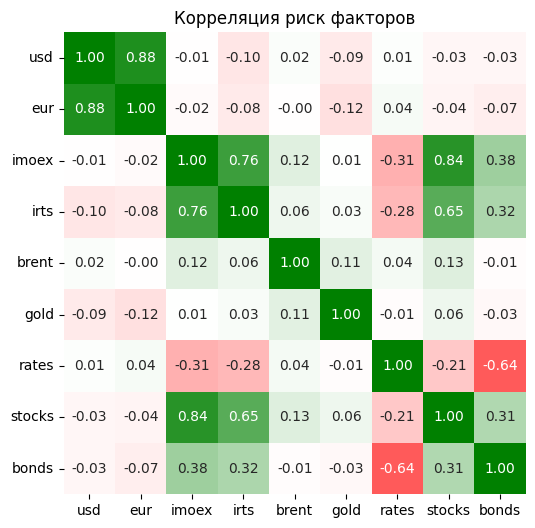 Корреляция риск факторов
usd 1.00 0.88 -0.01 -0.10 0.02 -0.09 0.01 -0.03 -0.03
eur 0.88 1.00 -0.02 -0.08 -0.00 -0.12 0.04 -0.04 -0.07
imoex -0.01 -0.02 1.00 0.76 0.12 0.01 -0.31 0.84 0.38
irts -0.10 -0.08 0.76 1.00 0.06 0.03 -0.28 0.65 0.32
brent 0.02 -0.00 0.12 0.06 1.00 0.11 0.04 0.13 -0.01
gold -0.09 -0.12 0.01 0.03 0.11 1.00 -0.01 0.06 -0.03
rates 0.01 0.04 -0.31 -0.28 0.04 -0.01 1.00 -0.21 -0.64
stocks -0.03 -0.04 0.84 0.65 0.13 0.06 -0.21 1.00 0.31
bonds -0.03 -0.07 0.38 0.32 -0.01 -0.03 -0.64 0.31 1.00
usd eur imoex irts brent gold rates stocks bonds